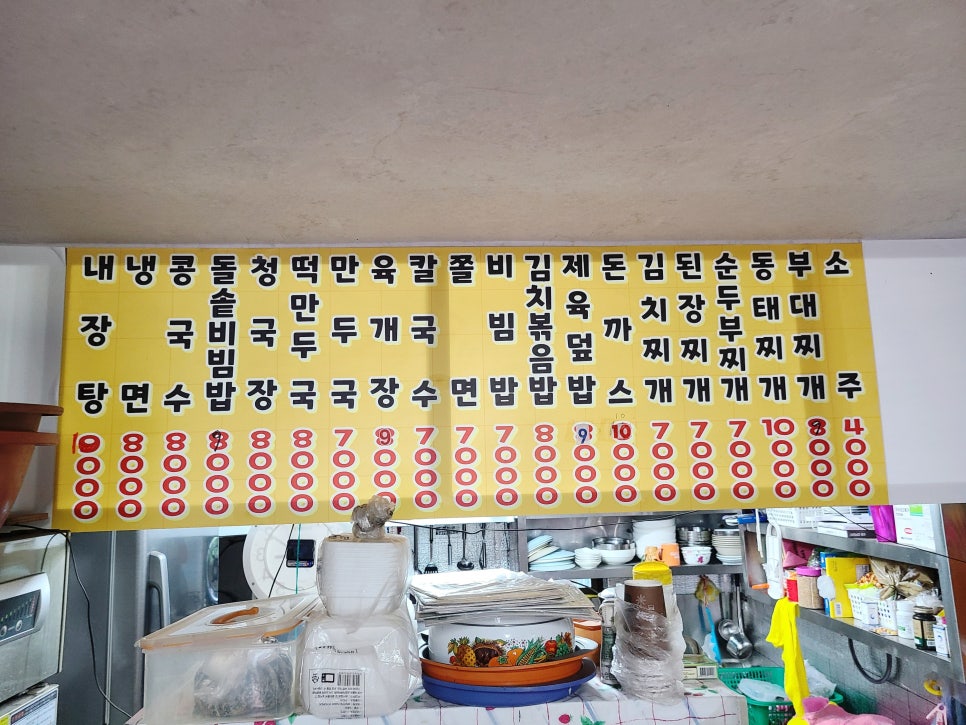 내장탕 10000
냉면 8000
콩국수 8000
돌솥비빔밥 9000
청국장 8000
떡만두국 8000
만두국 7000
육개장 9000
칼국수 7000
쫄면 7000
비빔밥 7000
김치볶음밥 8000
제육덮밥 9000
돈까스 10000
김치찌개 7000
된장찌개 7000
순두부찌개 7000
동태찌개 10000
부대찌개 9000
소주 4000